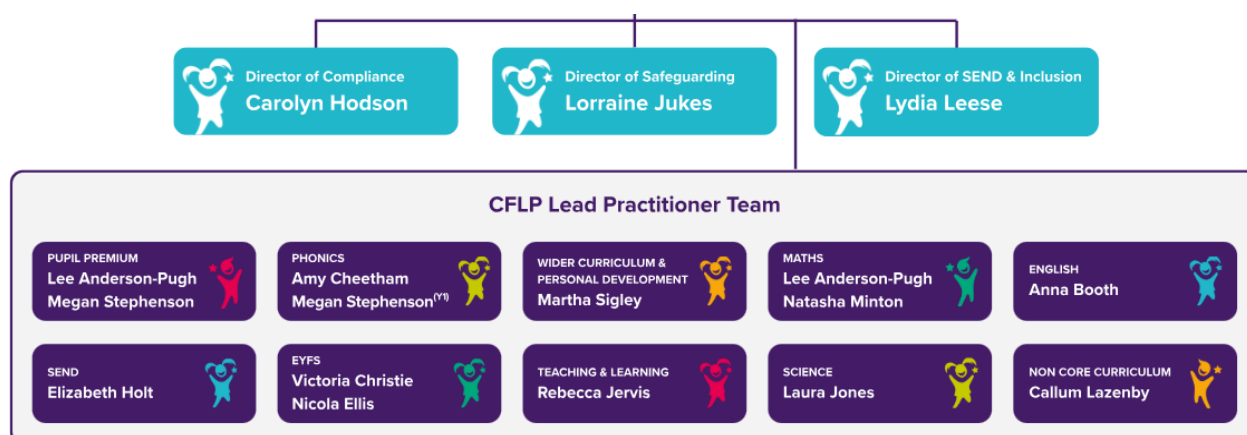 Director of Compliance
Carolyn Hodson
Director of Safeguarding
Lorraine Jukes
Director of SEND & Inclusion
Lydia Leese
CFLP Lead Practitioner Team
PUPIL PREMIUM
Lee Anderson-Pugh
Megan Stephenson
PHONICS
Amy Cheetham
Megan Stephenson(Y1)
WIDER CURRICULUM &
PERSONAL DEVELOPMENT
Martha Sigley
MATHS
Lee Anderson-Pugh
Natasha Minton
ENGLISH
Anna Booth
SEND
Elizabeth Holt
EYFS
Victoria Christie
Nicola Ellis
TEACHING & LEARNING
Rebecca Jervis
SCIENCE
Laura Jones
NON CORE CURRICULUM
Callum Lazenby